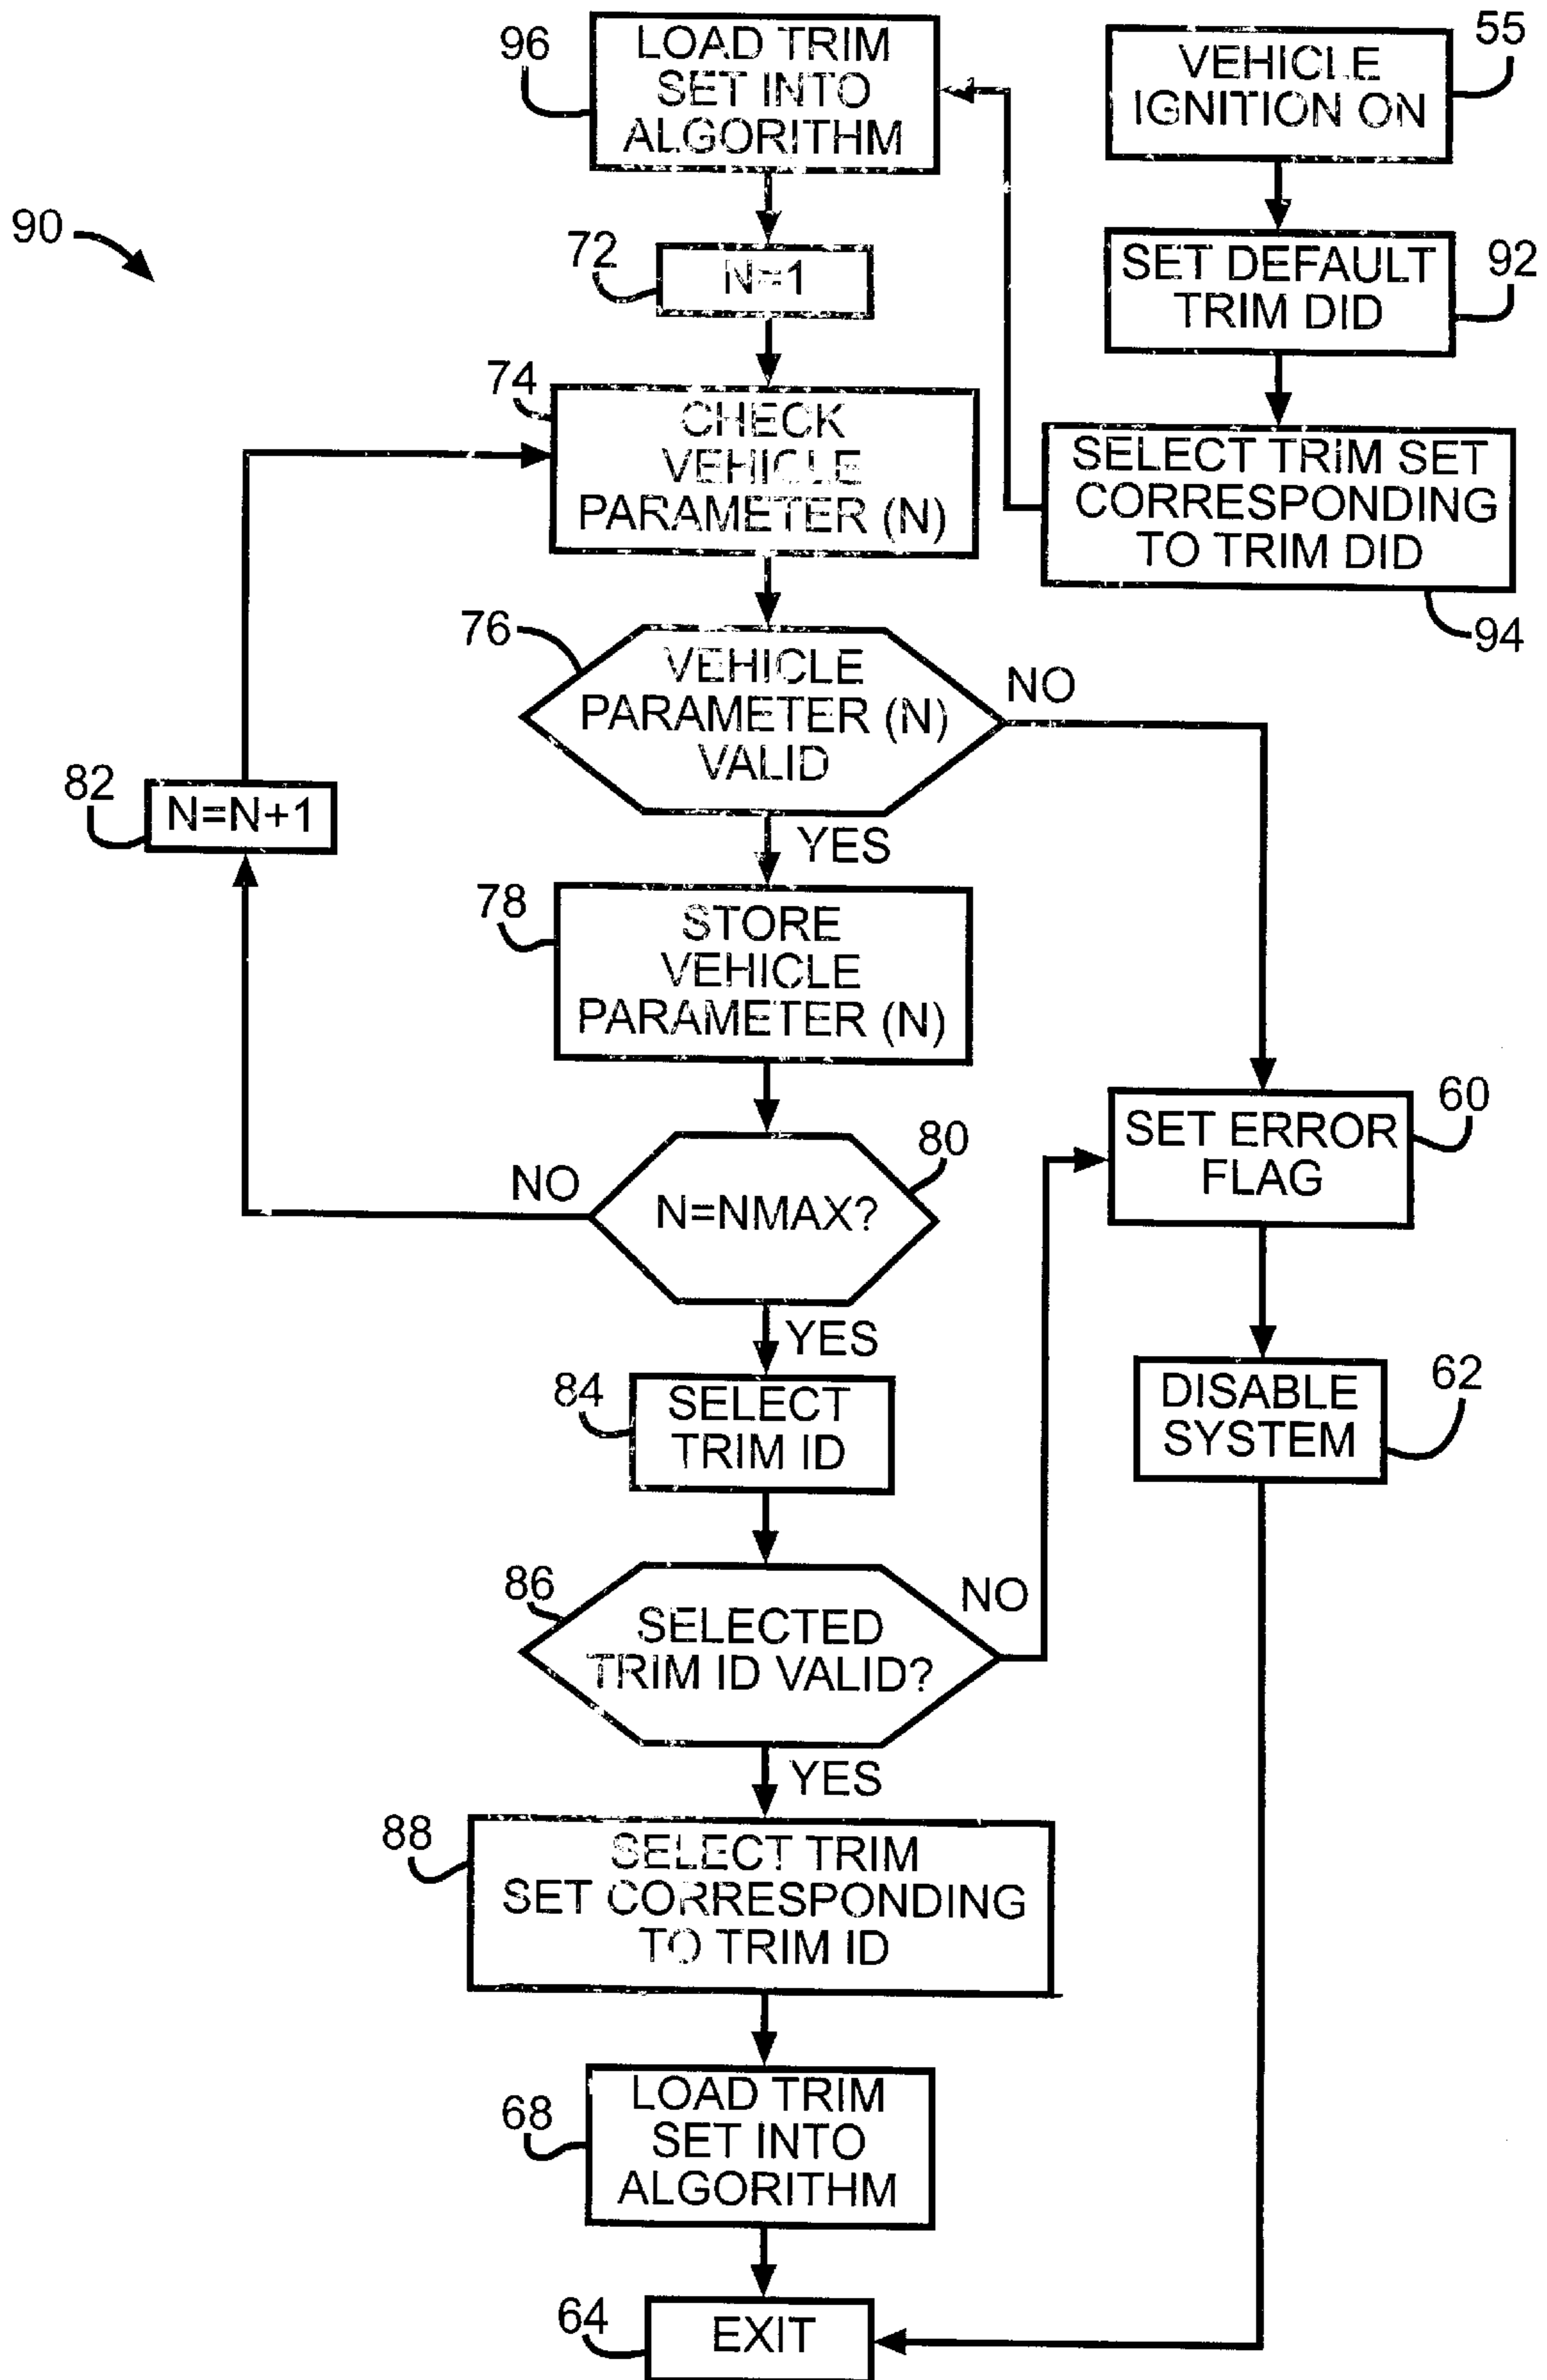 96
LOAD TRIM
SET INTO
ALGORITHM
55
VEHICLE
IGNITION ON
90
72
N=1
92
SET DEFAULT
TRIM DID
74
CHECK
VEHICLE
PARAMETER (N)
SELECT TRIM SET
CORRESPONDING
TO TRIM DID
94
76
VEHICLE
PARAMETER (N)
VALID
NO
82
N=N+1
YES
78
STORE
VEHICLE
PARAMETER (N)
60
SET ERROR
FLAG
80
NO
N=NMAX?
YES
62
DISABLE
SYSTEM
84
SELECT
TRIM ID
86
NO
SELECTED
TRIM ID VALID?
YES
88
SELECT TRIM
SET CORRESPONDING
TO TRIM ID
68
LOAD TRIM
SET INTO
ALGORITHM
64
EXIT